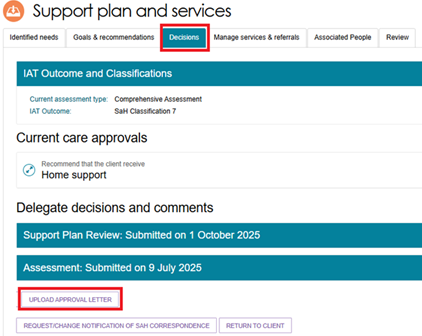 Support plan and services
Identified needs Goals & recommendations Decisions Manage services & referrals Associated People Review
IAT Outcome and Classifications
Current assessment type: Comprehensive Assessment
IAT Outcome: SaH Classification 7
Current care approvals
Recommend that the client receive
Home support
Delegate decisions and comments
Support Plan Review: Submitted on 1 October 2025
Assessment: Submitted on 9 July 2025
UPLOAD APPROVAL LETTER
REQUEST/CHANGE NOTIFICATION OF SAH CORRESPONDENCE RETURN TO CLIENT